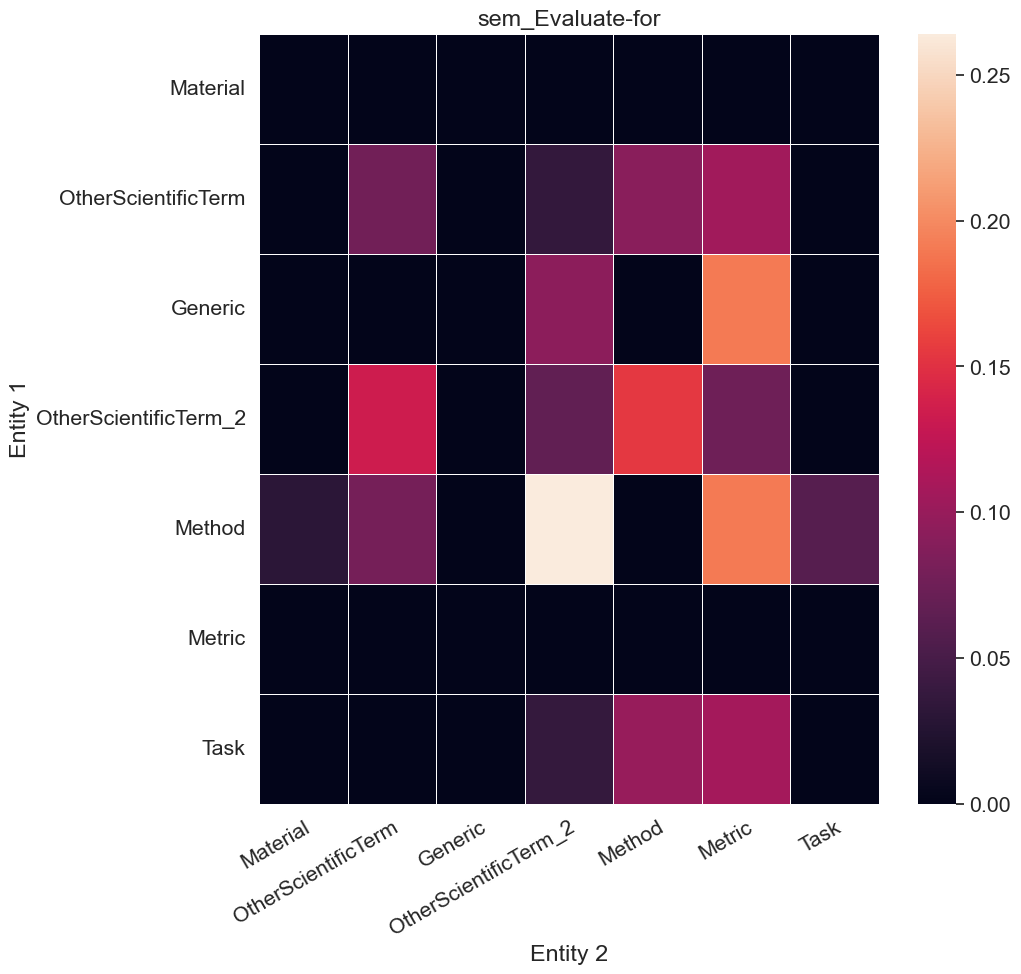 sem_Evaluate-for
Entity 1
Material
OtherScientificTerm
Generic
OtherScientificTerm_2
Method
Metric
Task
Material
OtherScientificTerm
Generic
OtherScientificTerm_2
Method
Metric
Task
Entity 2
0.25
0.20
0.15
0.10
0.05
0.00